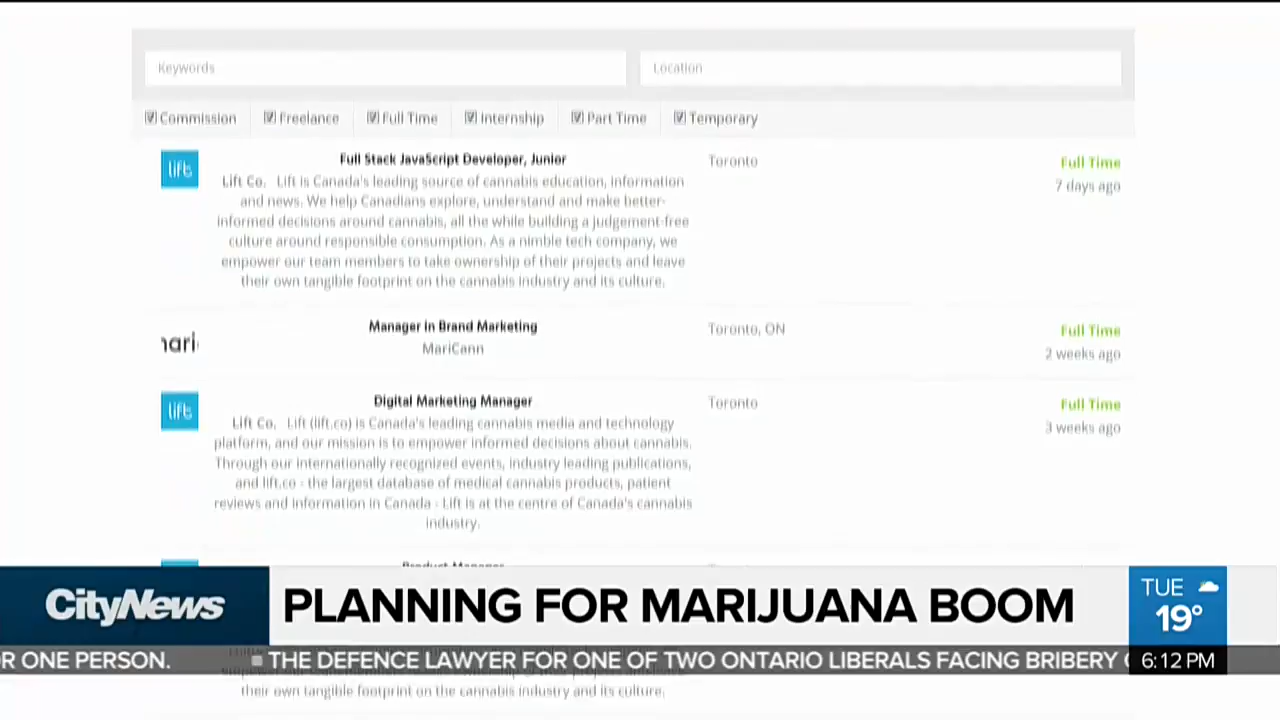 Keywords
Location
Commission
Freelance
Full Time
Internship
Part Time
Temporary
lift
Full Stack JavaScript Developer, Junior
Toronto
Full Time
7 days ago
Lift Co. Lift is Canada's leading source of cannabis education, information
and news. We help Canadians explore, understand and make better-
informed decisions around cannabis, all the while building a judgement-free
culture around responsible consumption. As a nimble tech company, we
empower our team members to take ownership of their projects and leave
their own tangible footprint on the cannabis industry and its culture.
nari
Manager in Brand Marketing
MariCann
Toronto, ON
Full Time
2 weeks ago
lift
Digital Marketing Manager
Toronto
Full Time
3 weeks ago
Lift Co. Lift (lift.co) is Canada's leading cannabis media and technology
platform, and our mission is to empower informed decisions about cannabis.
Through our internationally recognized events, industry leading publications,
and lift.co - the largest database of medical cannabis products, patient
reviews and information in Canada - Lift is at the centre of Canada's cannabis
industry.
Product Manager
CityNews
PLANNING FOR MARIJUANA BOOM
TUE
19°
R ONE PERSON.
THE DEFENCE LAWYER FOR ONE OF TWO ONTARIO LIBERALS FACING BRIBERY
6:12 PM
their own tangible footprint on the cannabis industry and its culture.